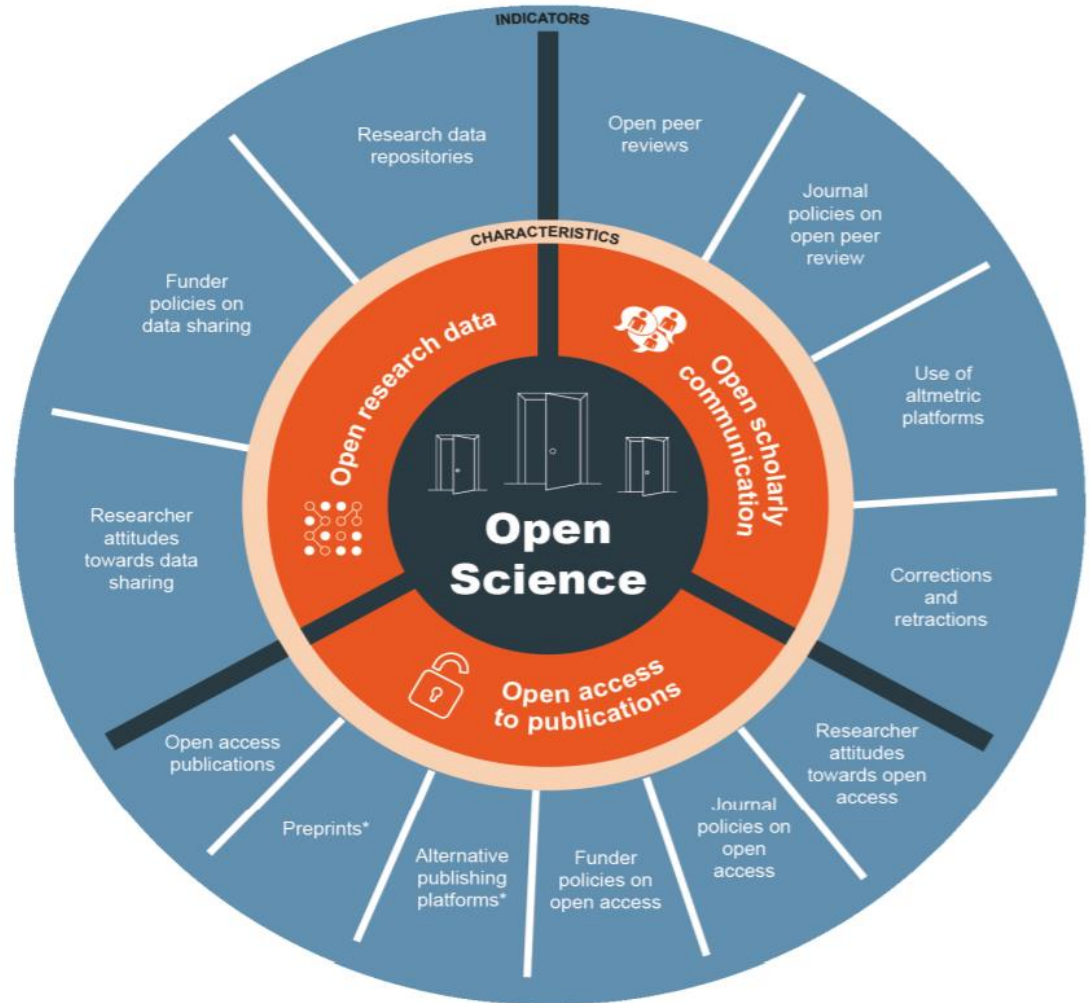 INDICATORS
Research data
repositories
Open peer
reviews
Journal
policies on
open peer
review
Use of
altmetric
platforms
Corrections
and
retractions
Researcher
attitudes
towards open
access
Journal
policies on
open
access
Funder
policies on
open access
Alternative
publishing
platforms*
Preprints*
Open access
publications
Researcher
attitudes
towards data
sharing
Funder
policies on
data sharing
CHARACTERISTICS
Open research data
Open scholarly
communication
Open access
to publications
Open
Science